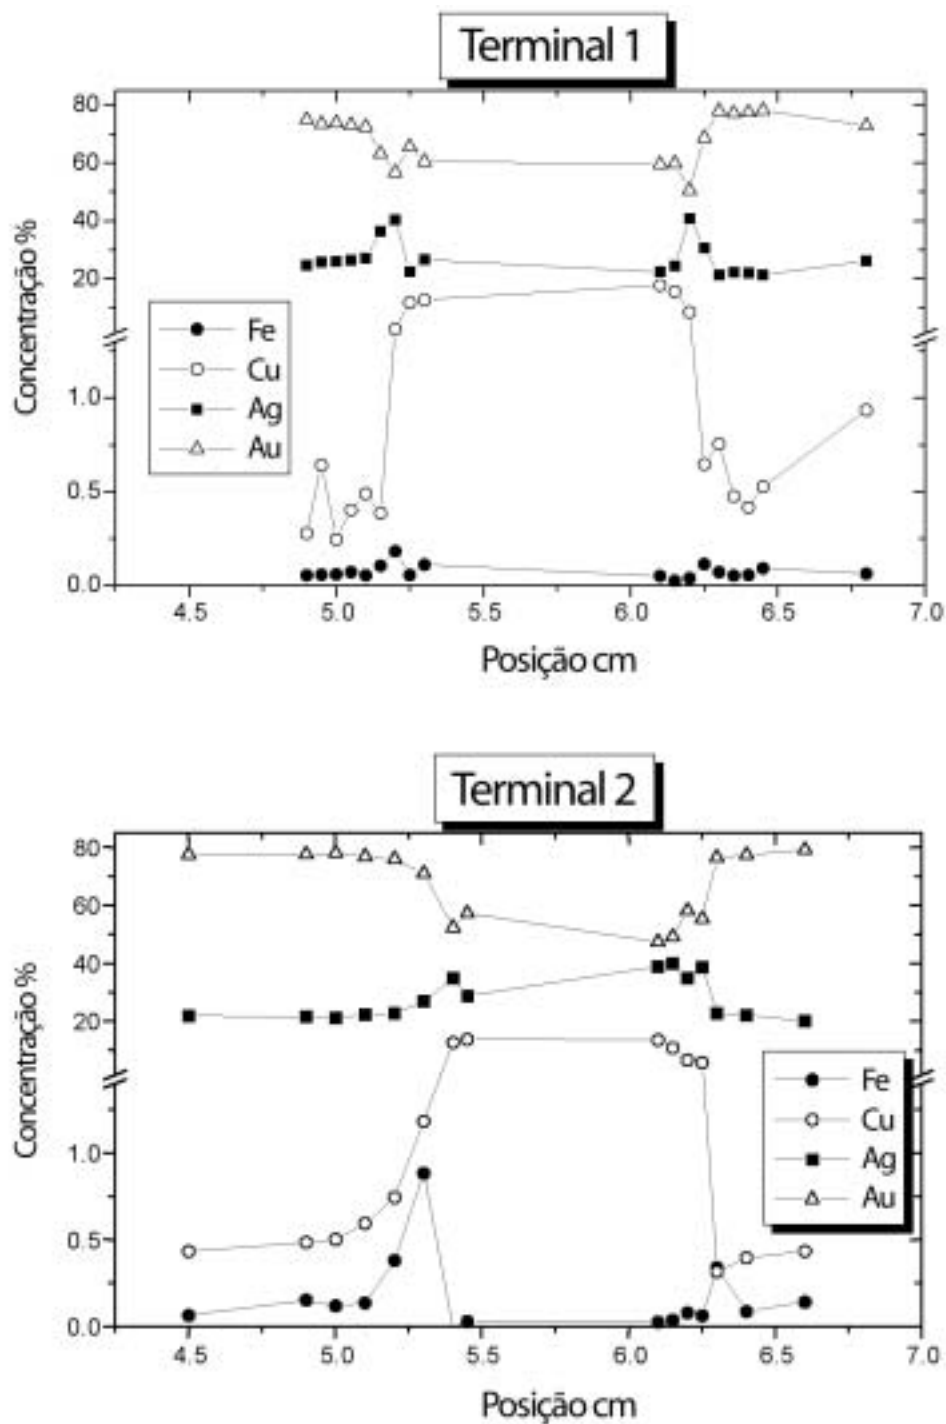 Terminal 1
Concentração %
80
60
40
20
1.0
0.5
0.0
Fe
Cu
Ag
Au
4.5 5.0 5.5 6.0 6.5 7.0
Posição cm
Terminal 2
Concentração %
80
60
40
20
1.0
0.5
0.0
Fe
Cu
Ag
Au
4.5 5.0 5.5 6.0 6.5 7.0
Posição cm